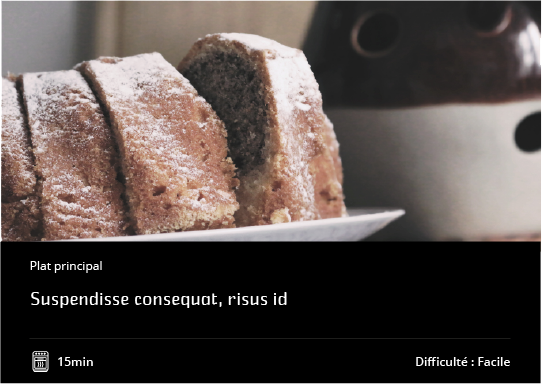 Plat principal
Suspendisse consequat, risus id
15min
Difficulté : Facile